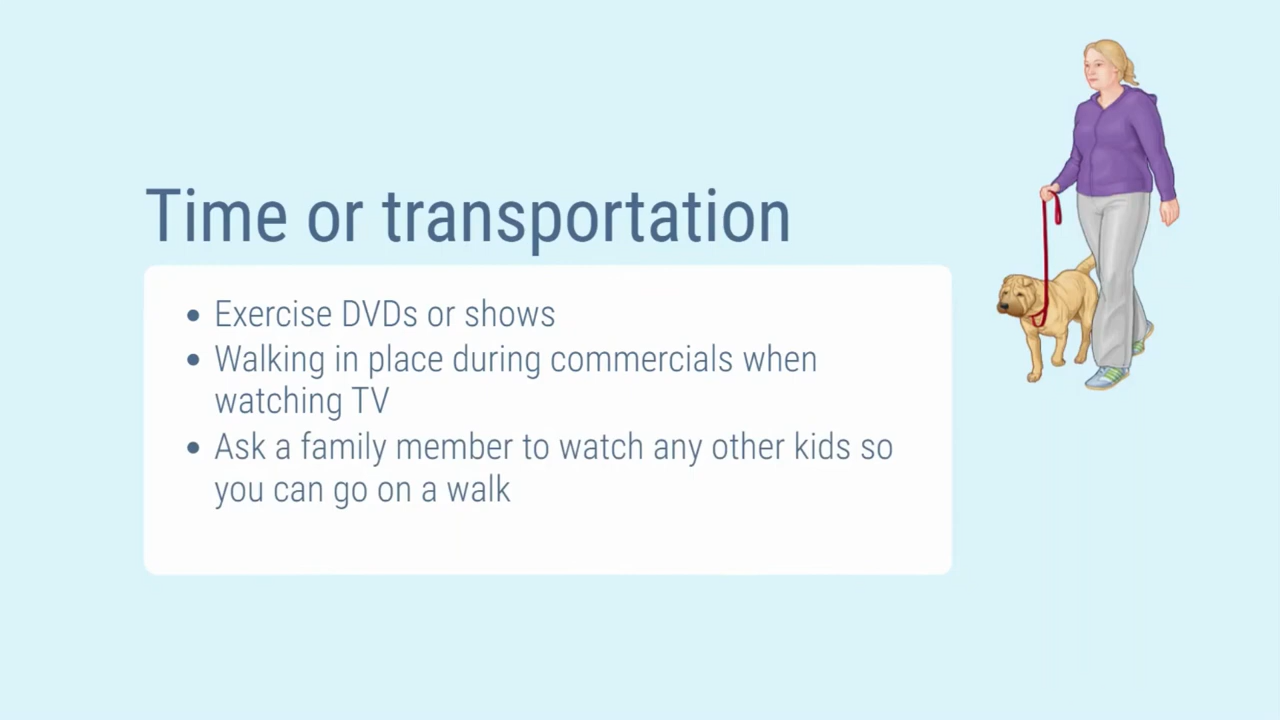 Time or transportation
• Exercise DVDs or shows
• Walking in place during commercials when
watching TV
• Ask a family member to watch any other kids so
you can go on a walk